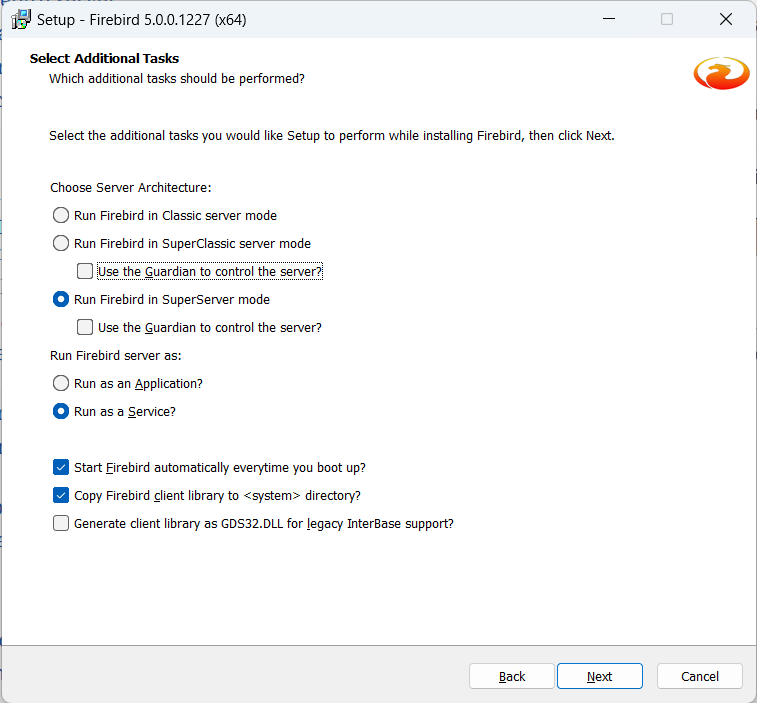 Setup - Firebird 5.0.0.1227 (x64)
Select Additional Tasks
Which additional tasks should be performed?
Select the additional tasks you would like Setup to perform while installing Firebird, then click Next.
Choose Server Architecture:
Run Firebird in Classic server mode
Run Firebird in SuperClassic server mode
Use the Guardian to control the server?
Run Firebird in SuperServer mode
Use the Guardian to control the server?
Run Firebird server as:
Run as an Application?
Run as a Service?
Start Firebird automatically everytime you boot up?
Copy Firebird client library to <system> directory?
Generate client library as GDS32.DLL for legacy InterBase support?
Back Next Cancel